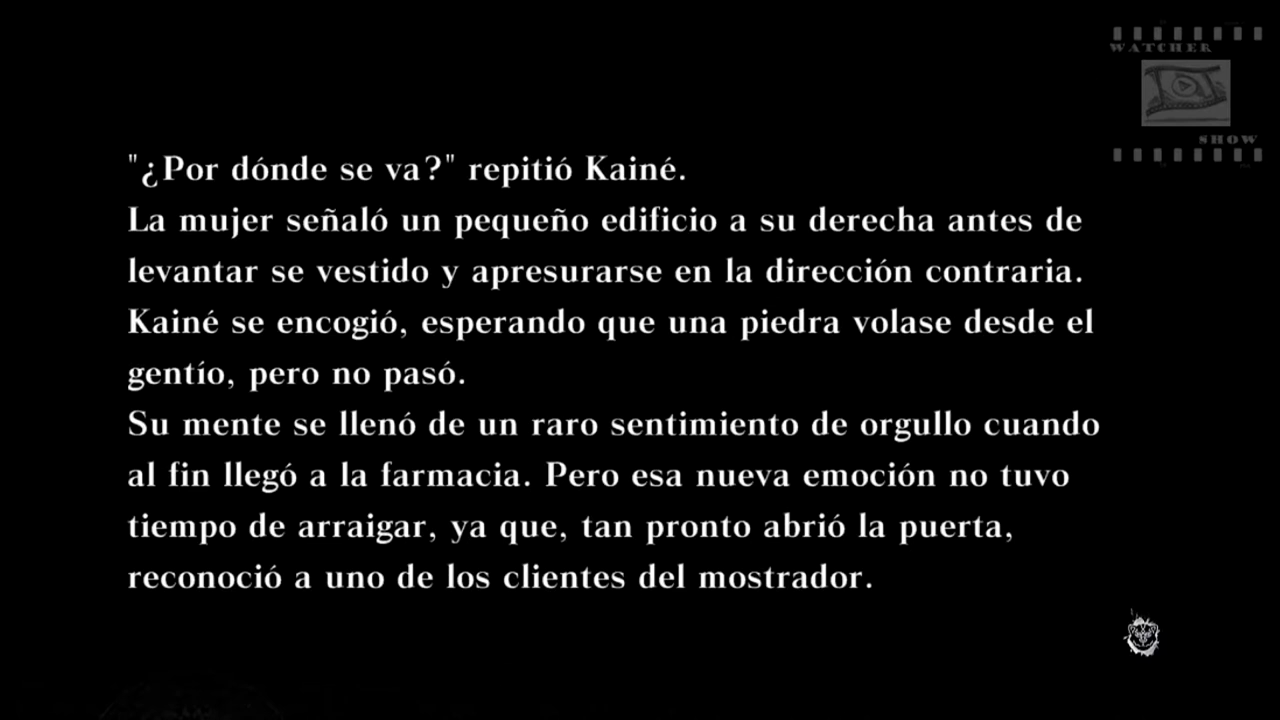 WATCHER
SHOW
"¿Por dónde se va?" repitió Kainé.
La mujer señaló un pequeño edificio a su derecha antes de
levantar se vestido y apresurarse en la dirección contraria.
Kainé se encogió, esperando que una piedra volase desde el
gentío, pero no pasó.
Su mente se llenó de un raro sentimiento de orgullo cuando
al fin llegó a la farmacia. Pero esa nueva emoción no tuvo
tiempo de arraigar, ya que, tan pronto abrió la puerta,
reconoció a uno de los clientes del mostrador.